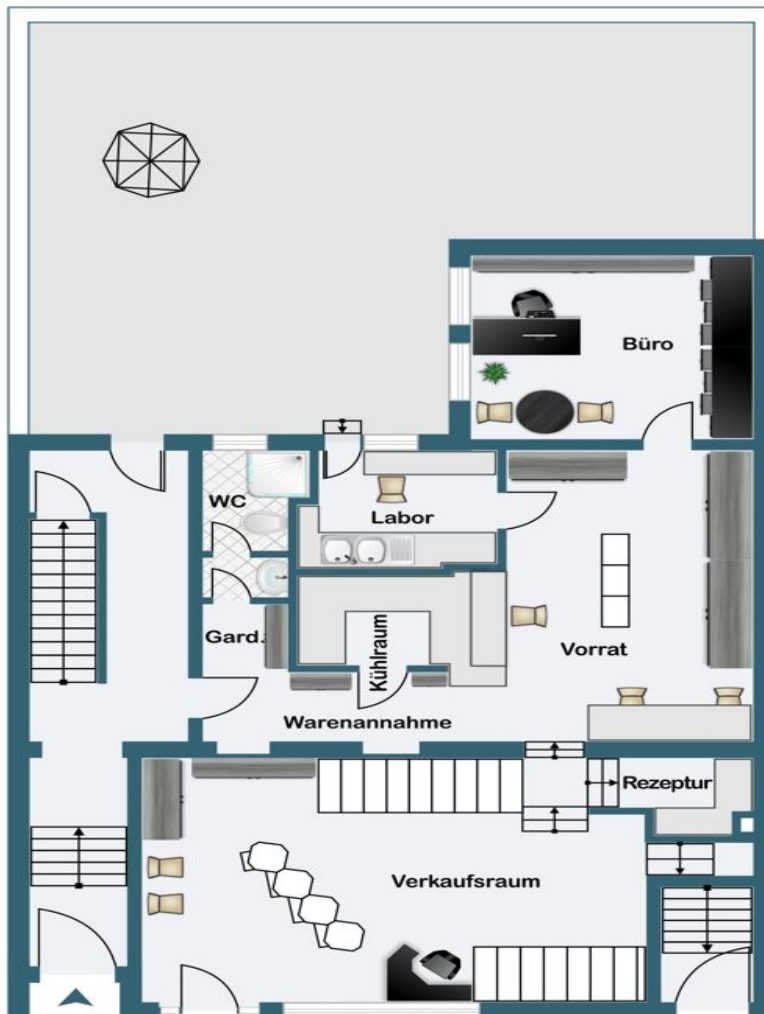 Büro
WC
Labor
Gard.
Kühlraum
Vorrat
Warenannahme
Rezeptur
Verkaufsraum